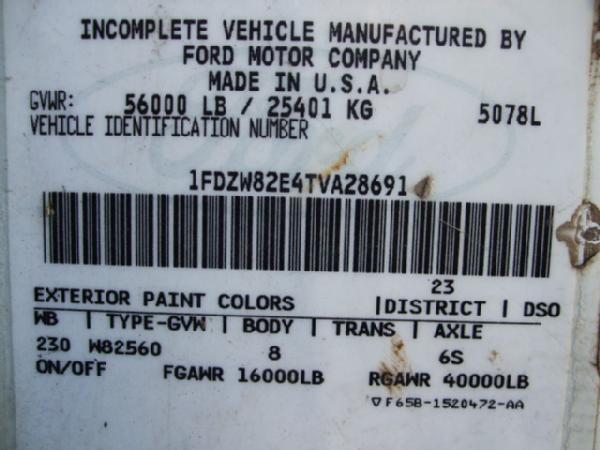 INCOMPLETE VEHICLE MANUFACTURED BY
FORD MOTOR COMPANY
MADE IN U.S.A.
GVWR: 56000 LB / 25401 KG 5078L
VEHICLE IDENTIFICATION NUMBER
1FDZW82E4TVA28691
23
EXTERIOR PAINT COLORS |DISTRICT | DSO
WB | TYPE-GVW | BODY | TRANS | AXLE
230 W82560 8 6S
ON/OFF FGAWR 16000LB RGAWR 40000LB
▽F65B-1520472-AA
Ford